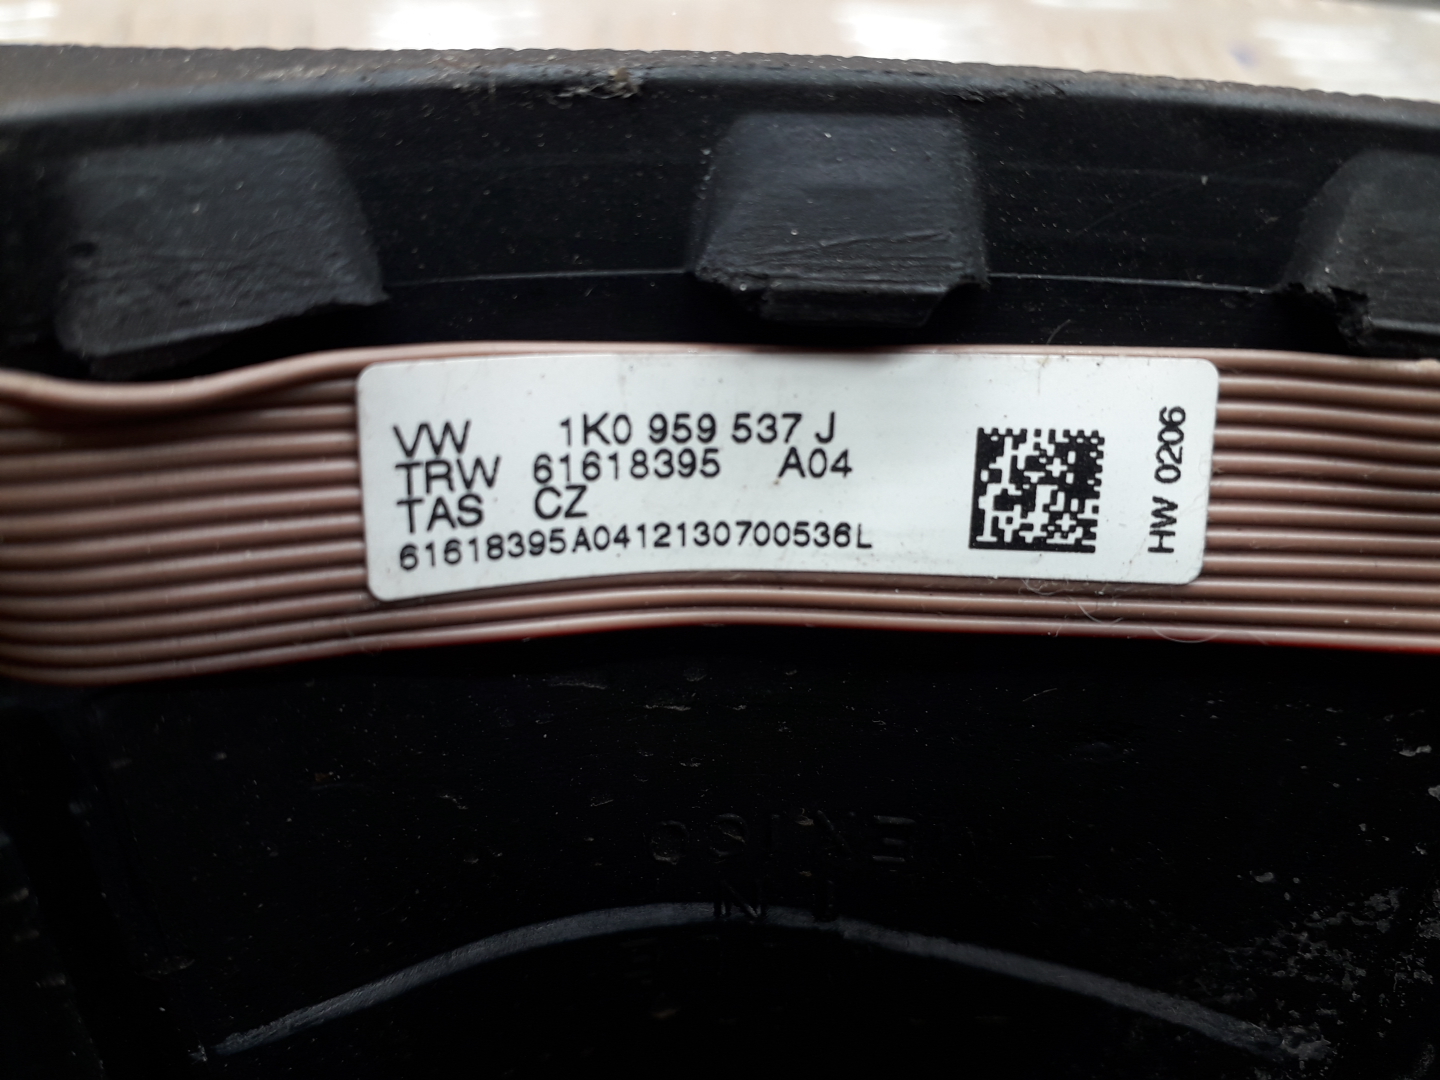 VW 1K0 959 537 J
TRW 61618395 A04
TAS CZ
61618395A0412130700536L
HW 0206